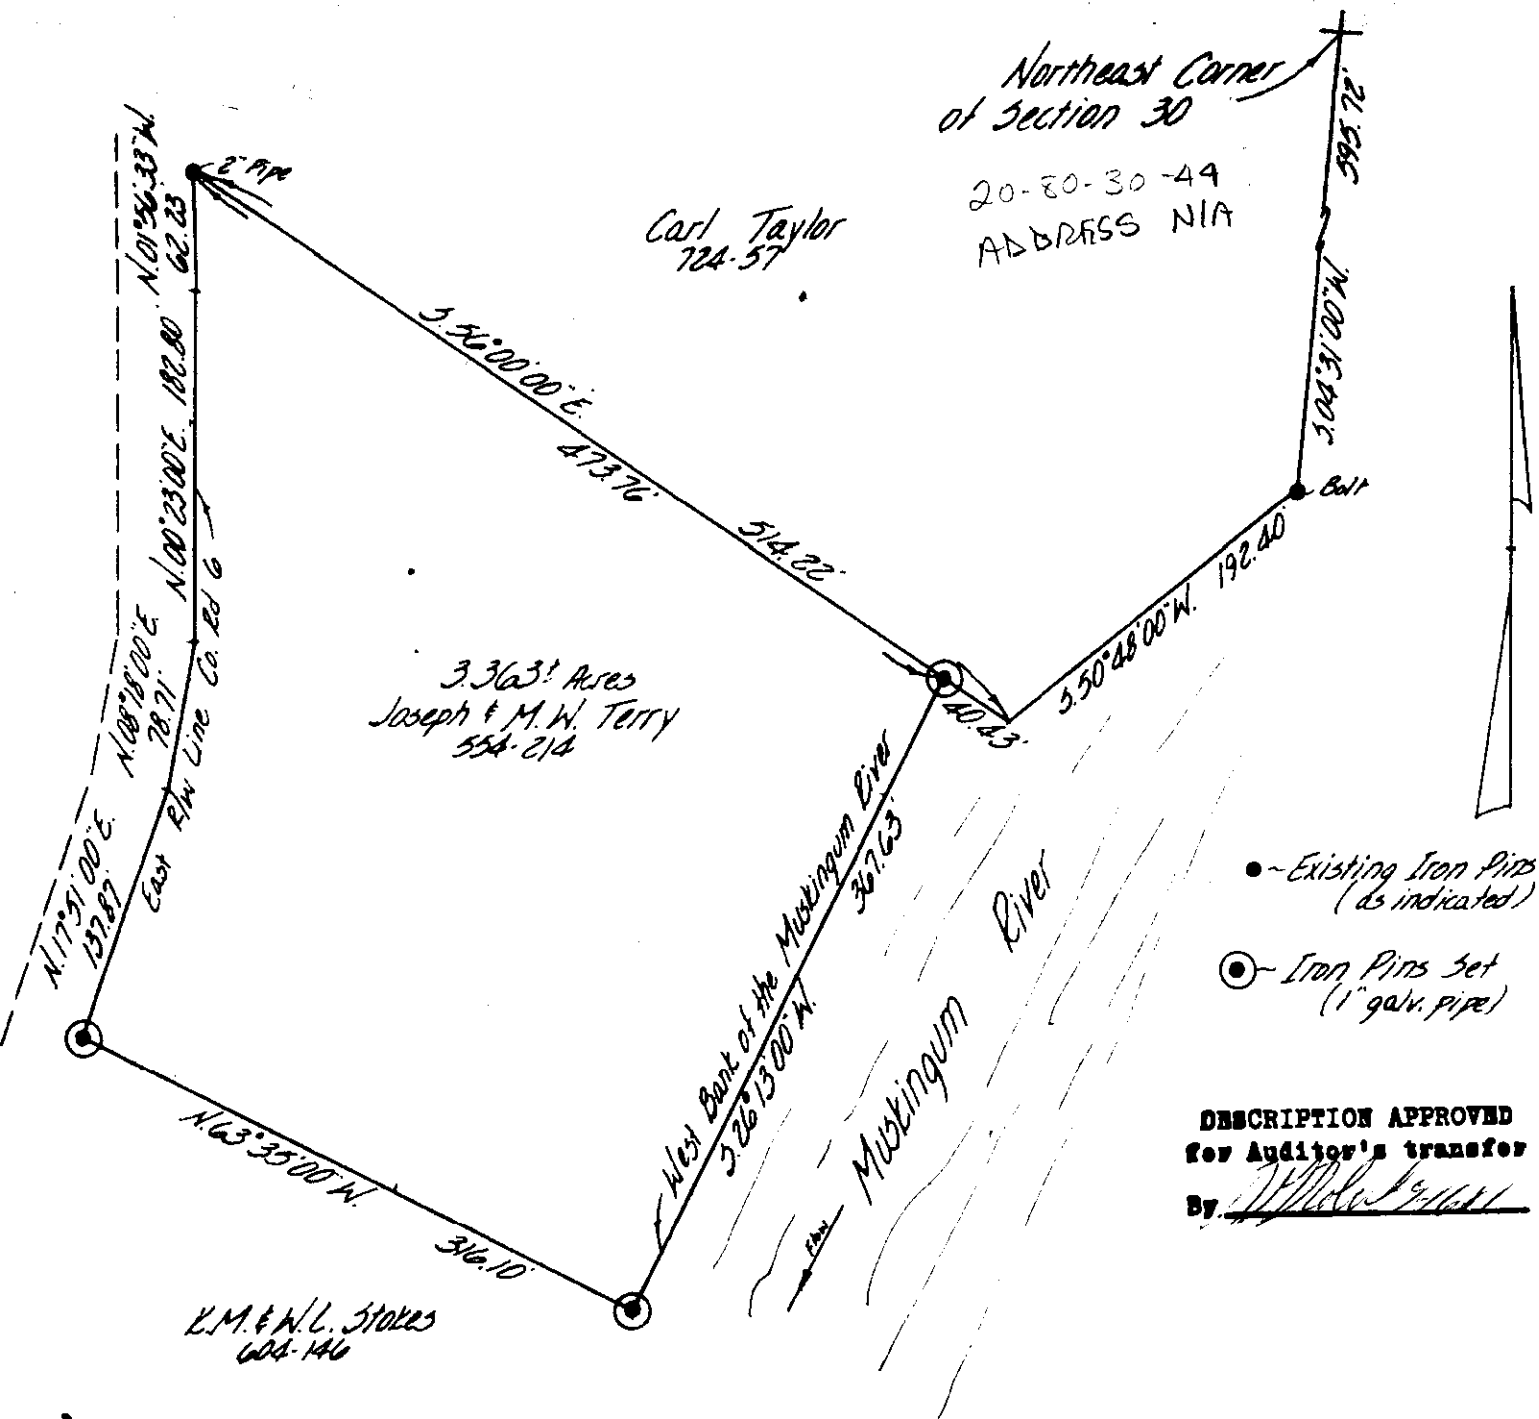 Northeast Corner
of Section 30
595.72'
S.04°31'00"W.
20-80-30-44
ADDRESS N/A
2" Pipe
Carl Taylor
724-57
N.01°56'33"W.
62.23'
N.00°23'00"E. 182.80'
N.08°18'00"E.
78.71'
N.17°51'00"E.
137.87'
East R/W Line Co. Rd 6
S.56°00'00"E.
473.76'
514.22'
40.43'
Bolt
S.50°48'00"W. 192.40'
3.363± Acres
Joseph & M.W. Terry
554-214
West Bank of the Muskingum River
S.26°13'00"W.
367.63'
Muskingum River
Flow
N.63°35'00"W.
316.10'
K.M. & W.L. Stokes
604-146
~Existing Iron Pins
(as indicated)
~Iron Pins Set
(1" galv. pipe)
DESCRIPTION APPROVED
for Auditor's transfer
By